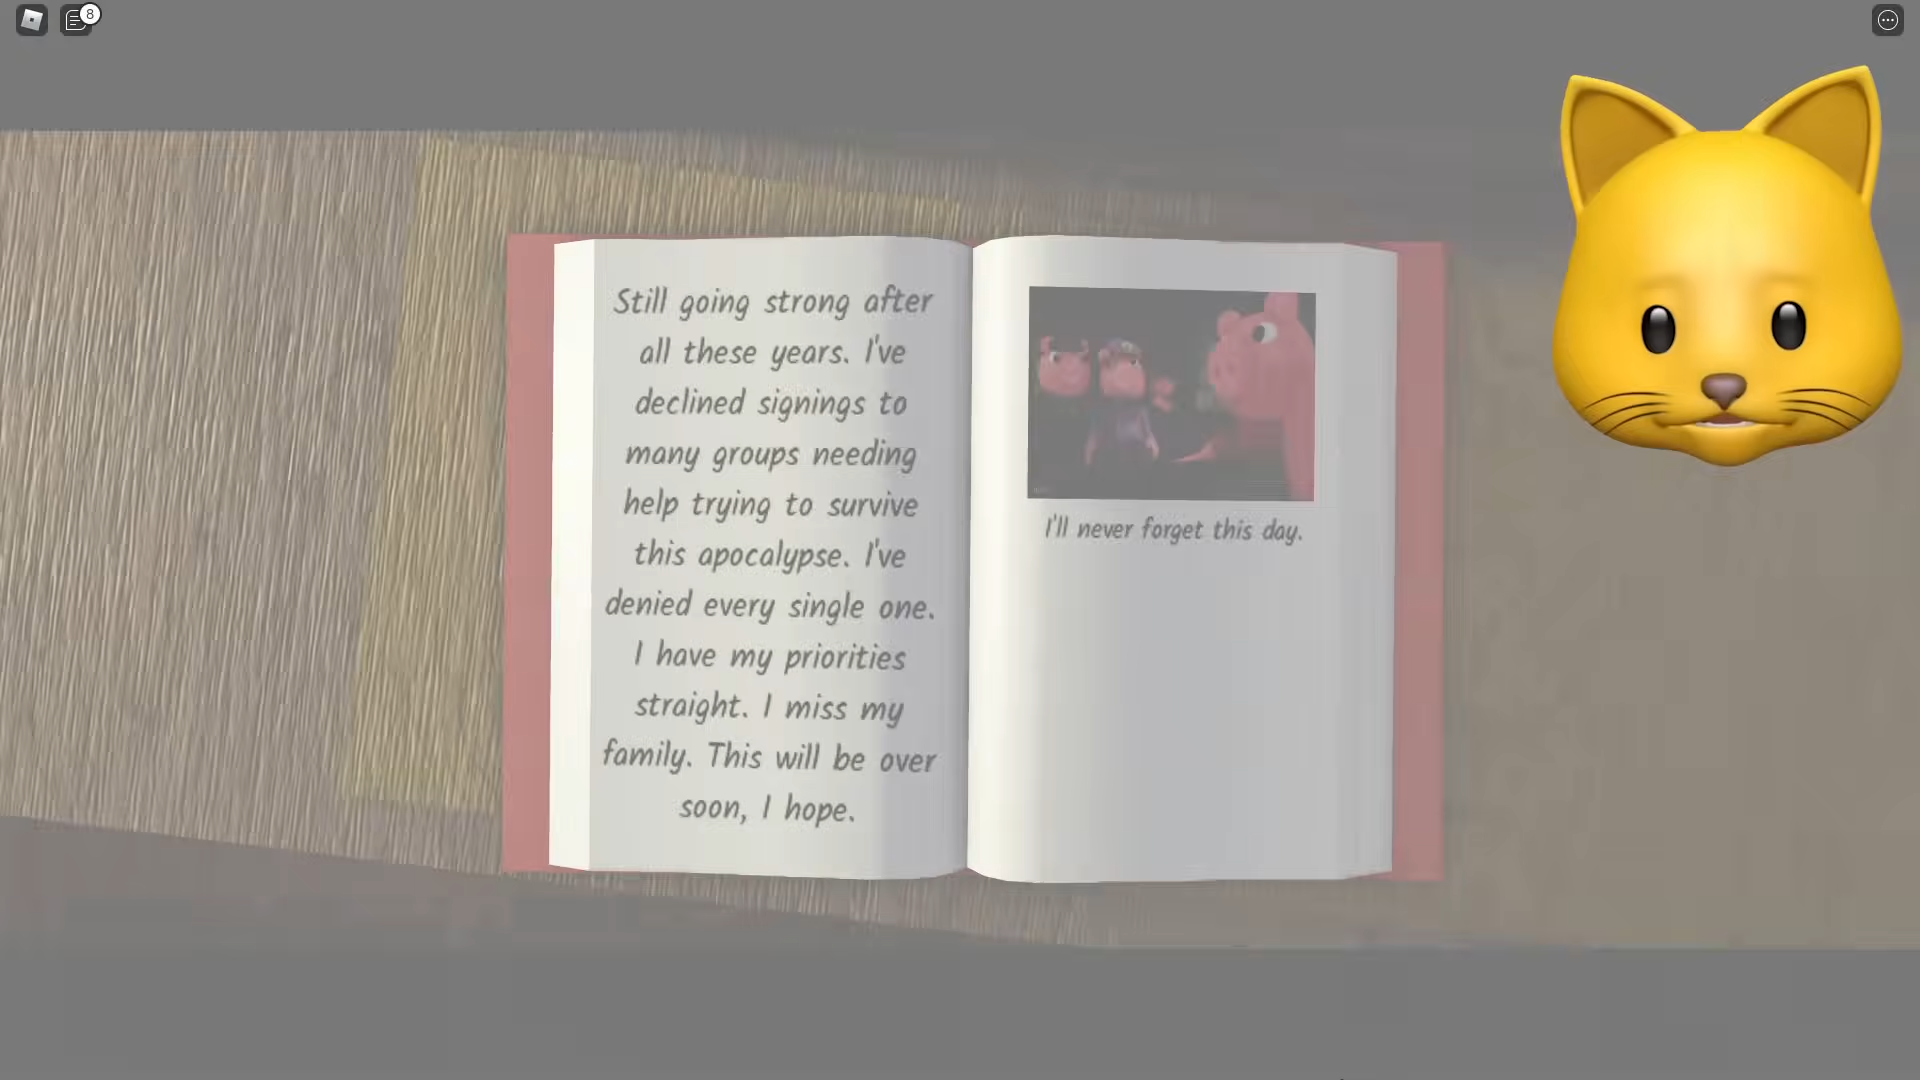 8
Still going strong after
all these years. I've
declined signings to
many groups needing
help trying to survive
this apocalypse. I've
denied every single one.
I have my priorities
straight. I miss my
family. This will be over
soon, I hope.
I'll never forget this day.